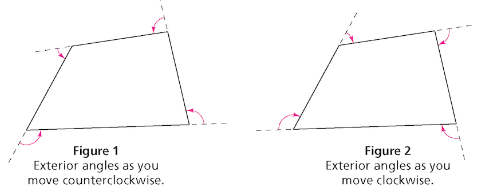 Figure 1
Exterior angles as you
move counterclockwise.
Figure 2
Exterior angles as you
move clockwise.